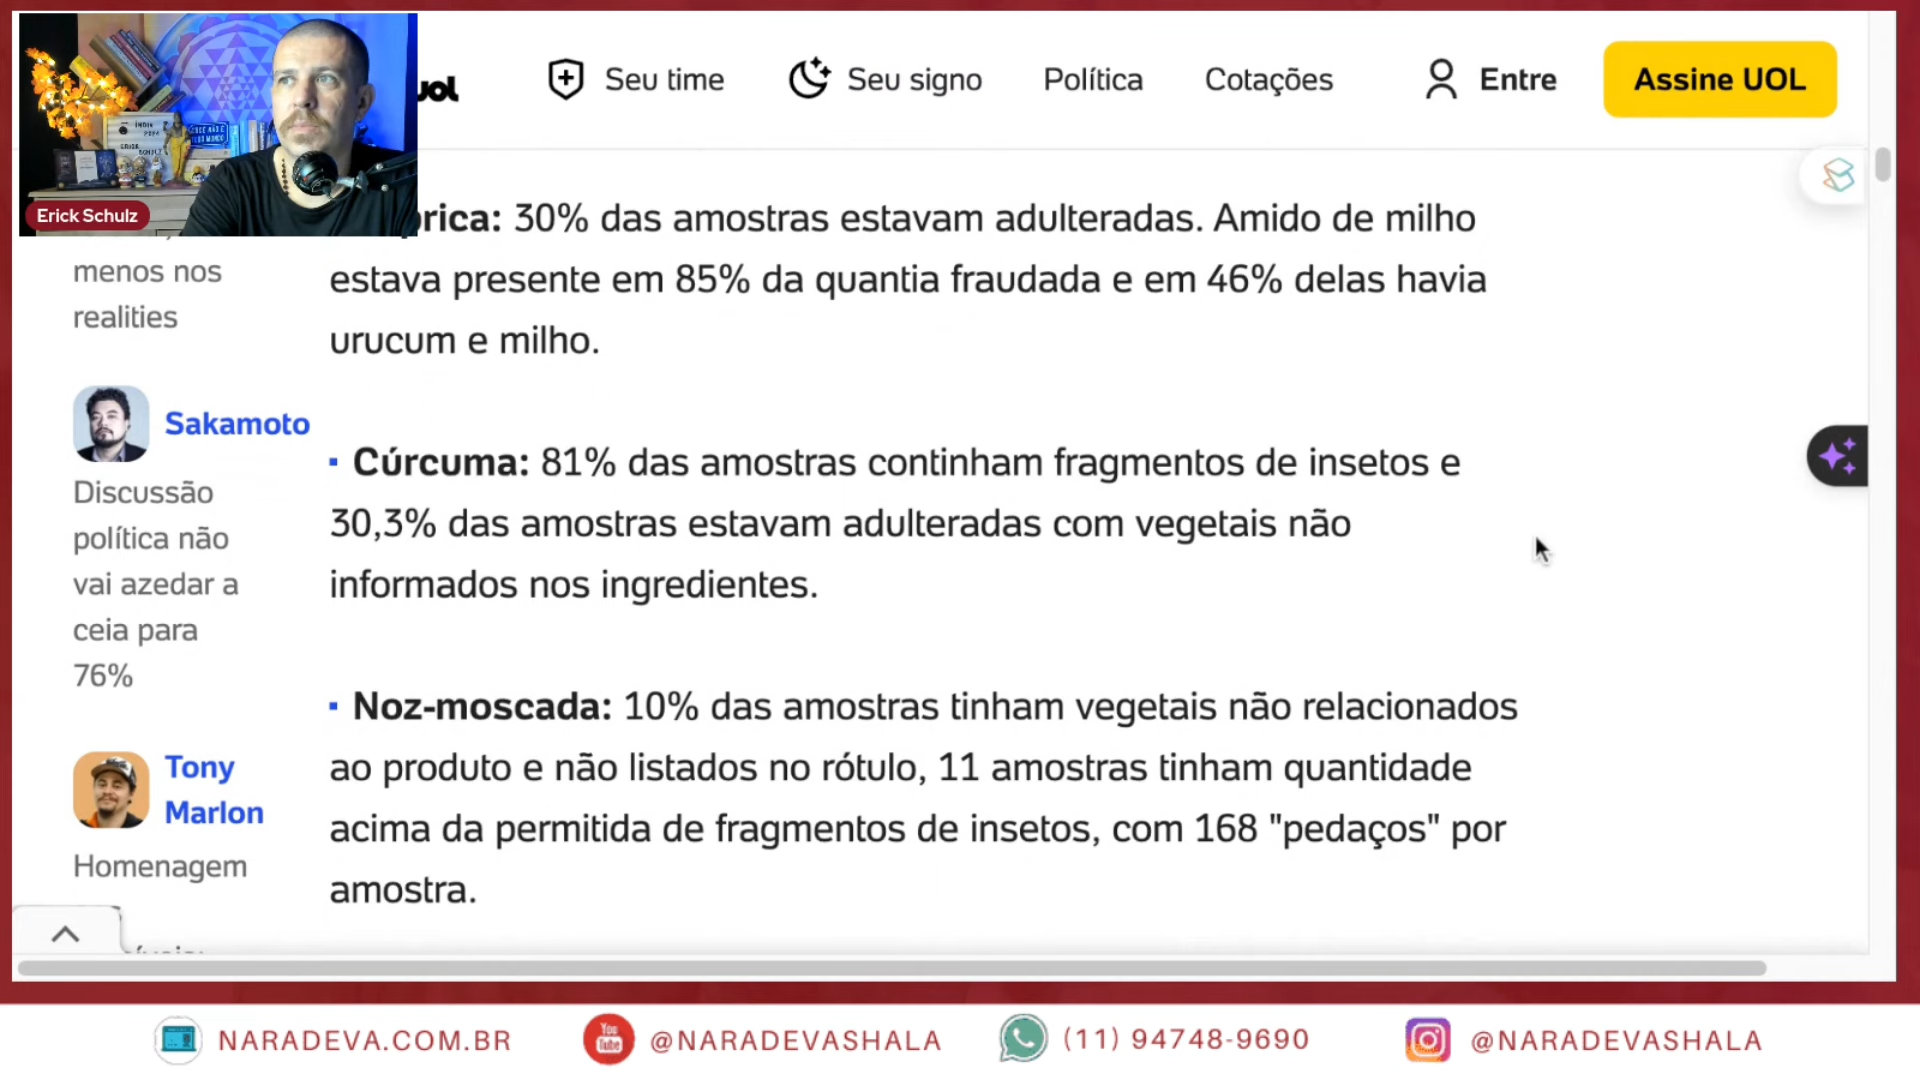 Erick Schulz
uol
Seu time
Seu signo
Política
Cotações
Entre
Assine UOL
menos nos
realities
Sakamoto
Discussão
política não
vai azedar a
ceia para
76%
Tony
Marlon
Homenagem
prica: 30% das amostras estavam adulteradas. Amido de milho
estava presente em 85% da quantia fraudada e em 46% delas havia
urucum e milho.
▪ Cúrcuma: 81% das amostras continham fragmentos de insetos e
30,3% das amostras estavam adulteradas com vegetais não
informados nos ingredientes.
▪ Noz-moscada: 10% das amostras tinham vegetais não relacionados
ao produto e não listados no rótulo, 11 amostras tinham quantidade
acima da permitida de fragmentos de insetos, com 168 "pedaços" por
amostra.
NARADEVA.COM.BR
You
Tube
@NARADEVASHALA
(11) 94748-9690
@NARADEVASHALA